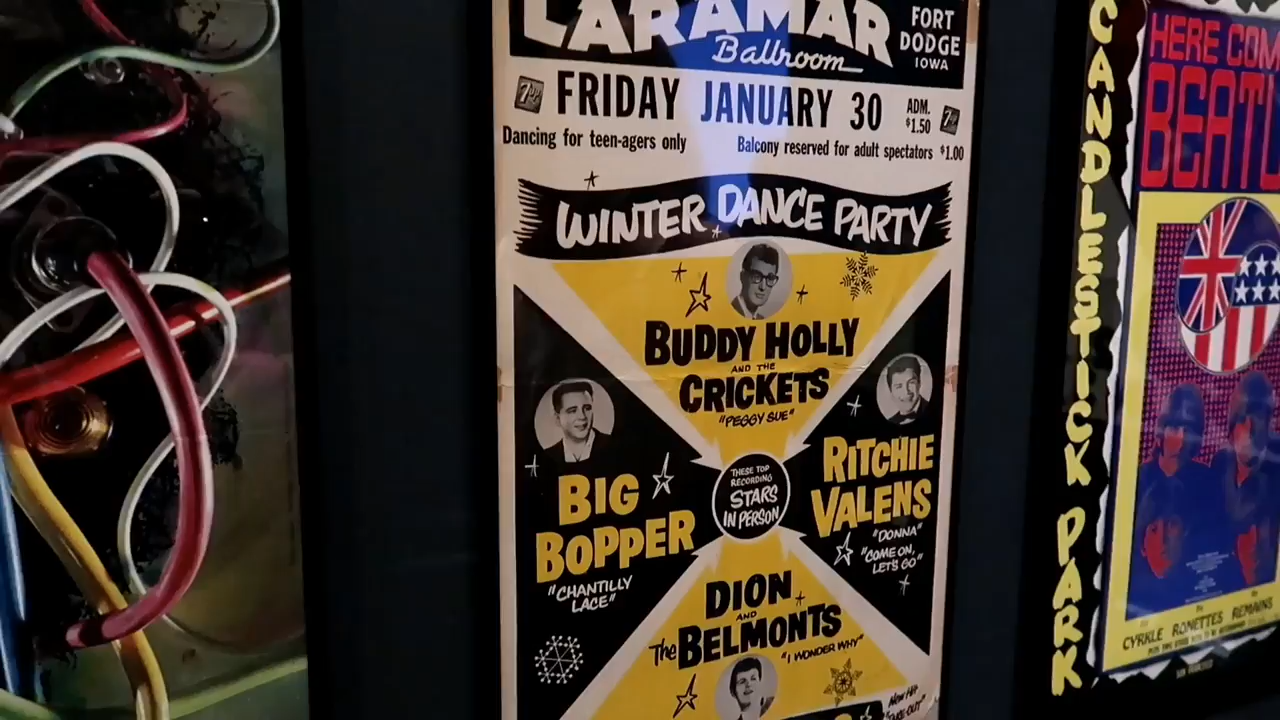 LARAMAR
Ballroom
FORT
DODGE
IOWA
7up FRIDAY JANUARY 30
ADM.
$1.50
7up
Dancing for teen-agers only
Balcony reserved for adult spectators $1.00
WINTER DANCE PARTY
BUDDY HOLLY
AND THE
CRICKETS
"PEGGY SUE"
BIG
BOPPER
"CHANTILLY
LACE"
THESE TOP
RECORDING
STARS
IN PERSON
RITCHIE
VALENS
"DONNA"
"COME ON,
LET'S GO"
DION
AND
The BELMONTS
"I WONDER WHY"
CANDLESTICK PARK
HERE COM
BEATL
CYRKLE RONETTES REMAINS